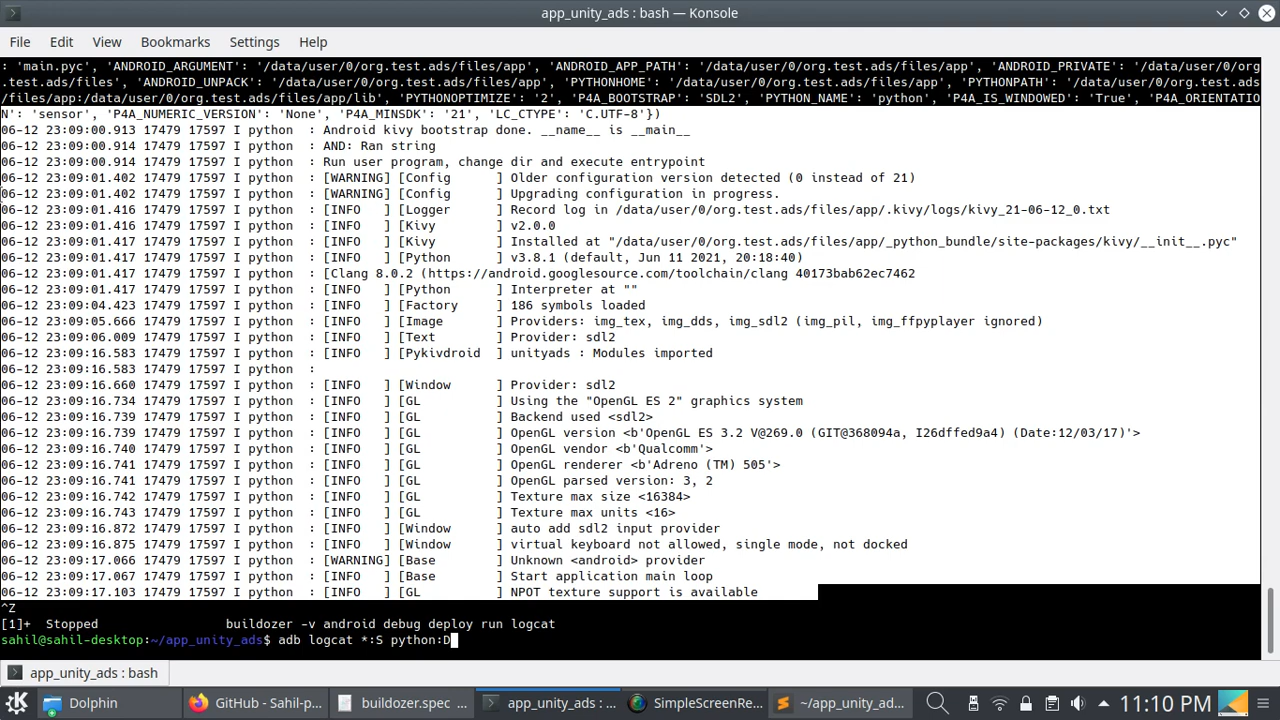 app_unity_ads : bash — Konsole
File Edit View Bookmarks Settings Help
: 'main.pyc', 'ANDROID_ARGUMENT': '/data/user/0/org.test.ads/files/app', 'ANDROID_APP_PATH': '/data/user/0/org.test.ads/files/app', 'ANDROID_PRIVATE': '/data/user/0/org
.test.ads/files', 'ANDROID_UNPACK': '/data/user/0/org.test.ads/files/app', 'PYTHONHOME': '/data/user/0/org.test.ads/files/app', 'PYTHONPATH': '/data/user/0/org.test.ads
/files/app:/data/user/0/org.test.ads/files/app/lib', 'PYTHONOPTIMIZE': '2', 'P4A_BOOTSTRAP': 'SDL2', 'PYTHON_NAME': 'python', 'P4A_IS_WINDOWED': 'True', 'P4A_ORIENTATIO
N': 'sensor', 'P4A_NUMERIC_VERSION': 'None', 'P4A_MINSDK': '21', 'LC_CTYPE': 'C.UTF-8'})
06-12 23:09:00.913 17479 17597 I python  : Android kivy bootstrap done. __name__ is __main__
06-12 23:09:00.914 17479 17597 I python  : AND: Ran string
06-12 23:09:00.914 17479 17597 I python  : Run user program, change dir and execute entrypoint
06-12 23:09:01.402 17479 17597 I python  : [WARNING] [Config      ] Older configuration version detected (0 instead of 21)
06-12 23:09:01.402 17479 17597 I python  : [WARNING] [Config      ] Upgrading configuration in progress.
06-12 23:09:01.416 17479 17597 I python  : [INFO   ] [Logger      ] Record log in /data/user/0/org.test.ads/files/app/.kivy/logs/kivy_21-06-12_0.txt
06-12 23:09:01.416 17479 17597 I python  : [INFO   ] [Kivy        ] v2.0.0
06-12 23:09:01.417 17479 17597 I python  : [INFO   ] [Kivy        ] Installed at "/data/user/0/org.test.ads/files/app/_python_bundle/site-packages/kivy/__init__.pyc"
06-12 23:09:01.417 17479 17597 I python  : [INFO   ] [Python      ] v3.8.1 (default, Jun 11 2021, 20:18:40)
06-12 23:09:01.417 17479 17597 I python  : [Clang 8.0.2 (https://android.googlesource.com/toolchain/clang 40173bab62ec7462
06-12 23:09:01.417 17479 17597 I python  : [INFO   ] [Python      ] Interpreter at ""
06-12 23:09:04.423 17479 17597 I python  : [INFO   ] [Factory     ] 186 symbols loaded
06-12 23:09:05.666 17479 17597 I python  : [INFO   ] [Image       ] Providers: img_tex, img_dds, img_sdl2 (img_pil, img_ffpyplayer ignored)
06-12 23:09:06.009 17479 17597 I python  : [INFO   ] [Text        ] Provider: sdl2
06-12 23:09:16.583 17479 17597 I python  : [INFO   ] [Pykivdroid  ] unityads : Modules imported
06-12 23:09:16.583 17479 17597 I python  :
06-12 23:09:16.660 17479 17597 I python  : [INFO   ] [Window      ] Provider: sdl2
06-12 23:09:16.734 17479 17597 I python  : [INFO   ] [GL          ] Using the "OpenGL ES 2" graphics system
06-12 23:09:16.739 17479 17597 I python  : [INFO   ] [GL          ] Backend used <sdl2>
06-12 23:09:16.739 17479 17597 I python  : [INFO   ] [GL          ] OpenGL version <b'OpenGL ES 3.2 V@269.0 (GIT@368094a, I26dffed9a4) (Date:12/03/17)'>
06-12 23:09:16.740 17479 17597 I python  : [INFO   ] [GL          ] OpenGL vendor <b'Qualcomm'>
06-12 23:09:16.741 17479 17597 I python  : [INFO   ] [GL          ] OpenGL renderer <b'Adreno (TM) 505'>
06-12 23:09:16.741 17479 17597 I python  : [INFO   ] [GL          ] OpenGL parsed version: 3, 2
06-12 23:09:16.742 17479 17597 I python  : [INFO   ] [GL          ] Texture max size <16384>
06-12 23:09:16.743 17479 17597 I python  : [INFO   ] [GL          ] Texture max units <16>
06-12 23:09:16.872 17479 17597 I python  : [INFO   ] [Window      ] auto add sdl2 input provider
06-12 23:09:16.875 17479 17597 I python  : [INFO   ] [Window      ] virtual keyboard not allowed, single mode, not docked
06-12 23:09:17.066 17479 17597 I python  : [WARNING] [Base        ] Unknown <android> provider
06-12 23:09:17.067 17479 17597 I python  : [INFO   ] [Base        ] Start application main loop
06-12 23:09:17.103 17479 17597 I python  : [INFO   ] [GL          ] NPOT texture support is available
^Z
[1]+  Stopped                 buildozer -v android debug deploy run logcat
sahil@sahil-desktop:~/app_unity_ads$ adb logcat *:S python:D
app_unity_ads : bash
Dolphin GitHub - Sahil-p... buildozer.spec ... app_unity_ads : ... SimpleScreenRe... ~/app_unity_ad... 11:10 PM